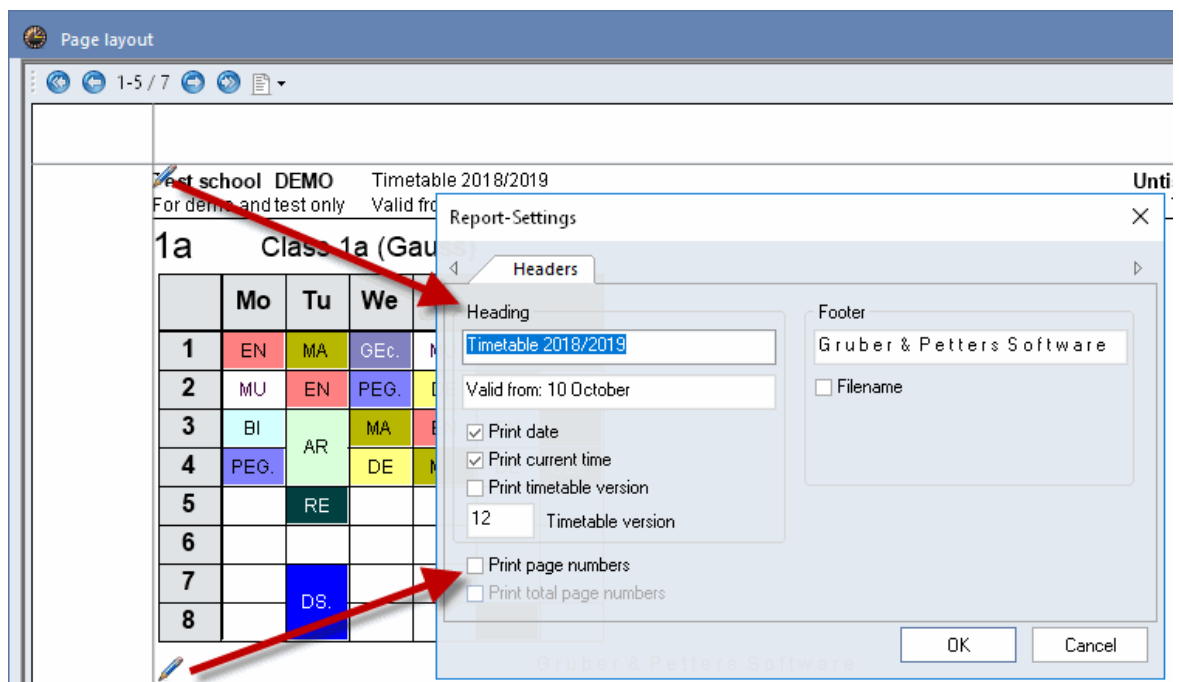 Page layout
1-5 / 7
Test school DEMO Timetable 2018/2019
For demo and test only Valid
1a Class 1a (Gauss)
Mo Tu We
1 EN MA GEc.
2 MU EN PEG.
3 BI AR MA
4 PEG. DE
5 RE
6
7 DS.
8
Report-Settings
Headers
Heading
Timetable 2018/2019
Valid from: 10 October
Print date
Print current time
Print timetable version
12 Timetable version
Print page numbers
Print total page numbers
Footer
Gruber & Petters Software
Filename
OK Cancel
Gruber & Petters Software